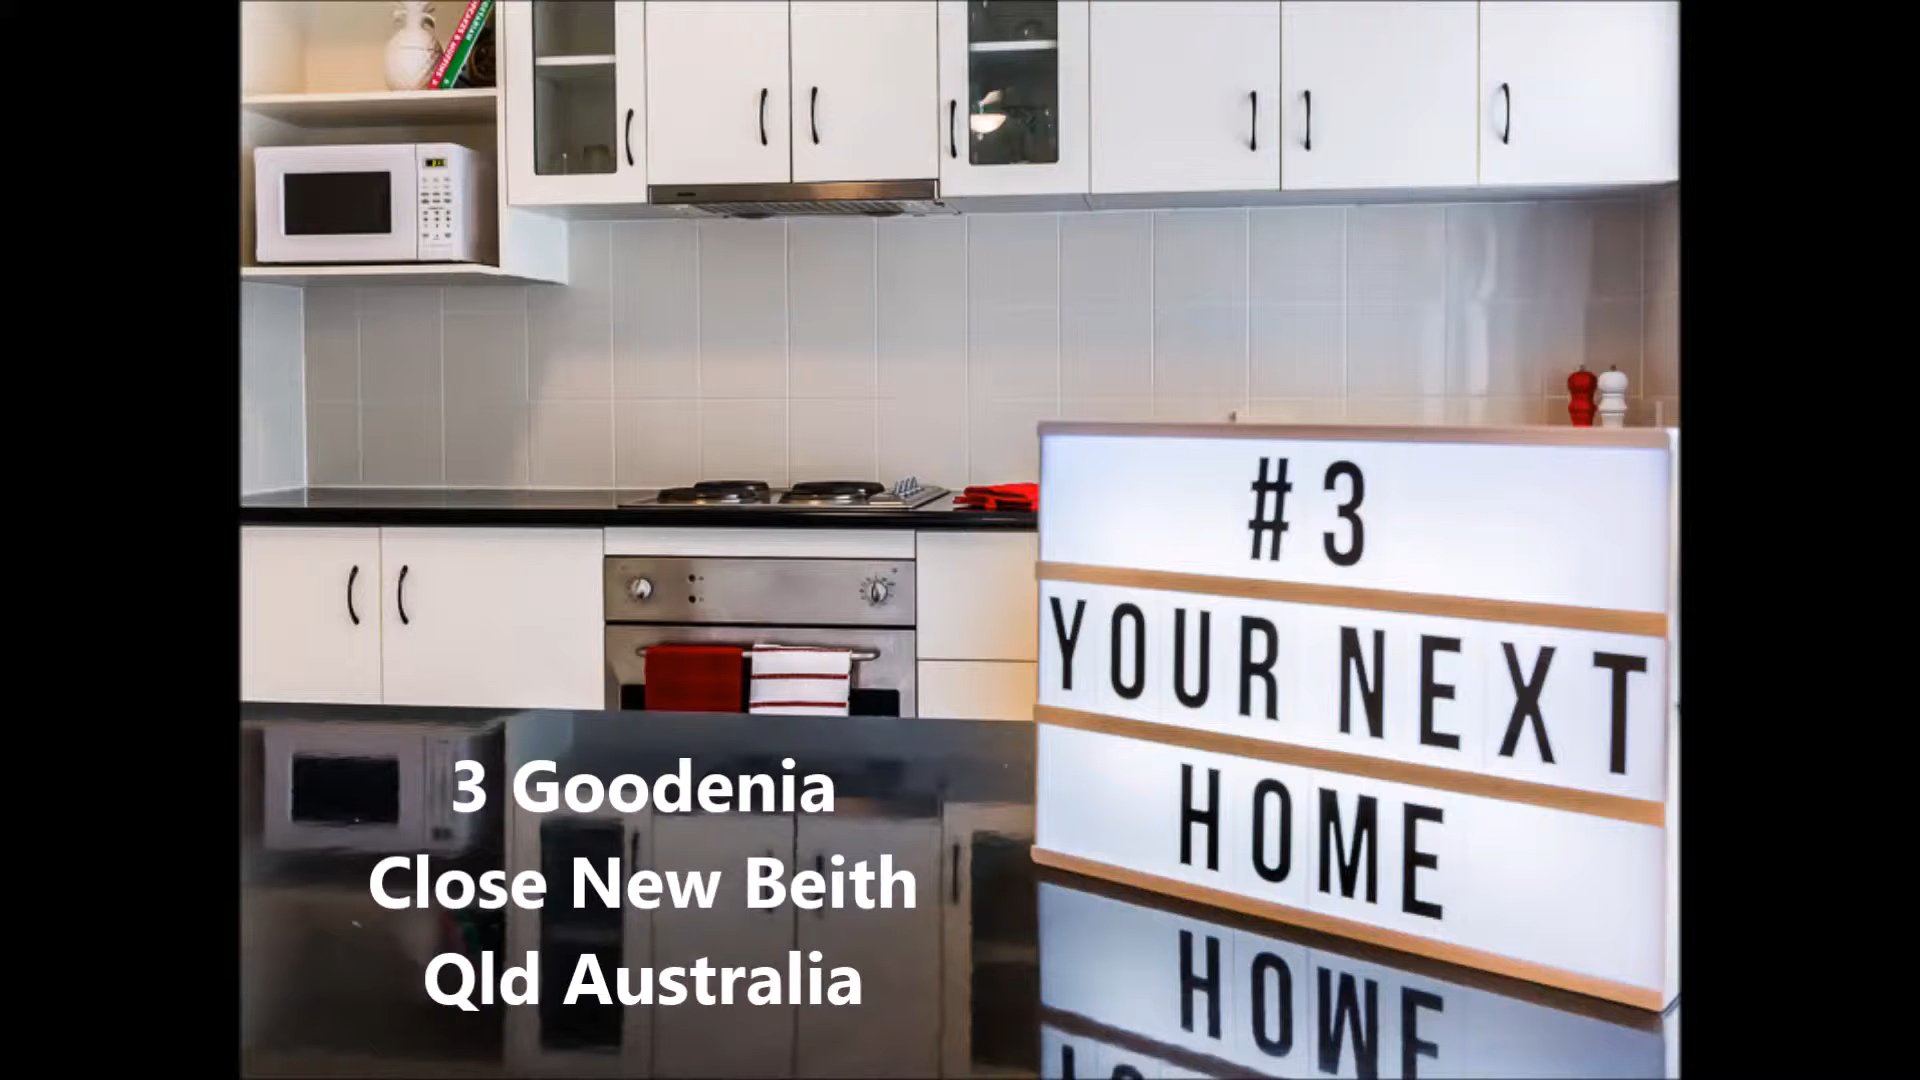 #3
YOUR NEXT
HOME
3 Goodenia
Close New Beith
Qld Australia